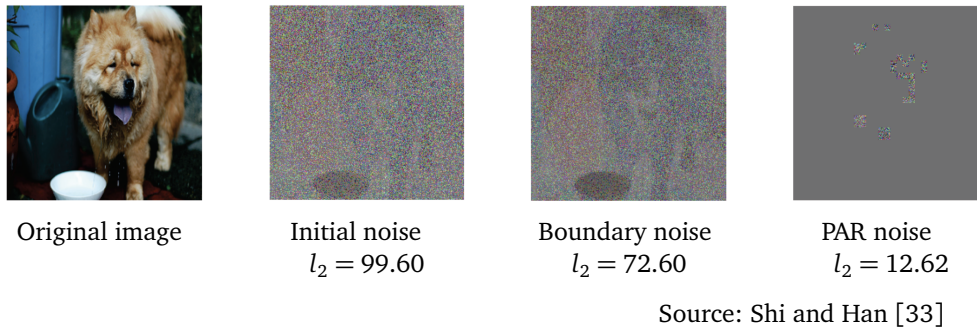 Original image
Initial noise
l₂ = 99.60
Boundary noise
l₂ = 72.60
PAR noise
l₂ = 12.62
Source: Shi and Han [33]